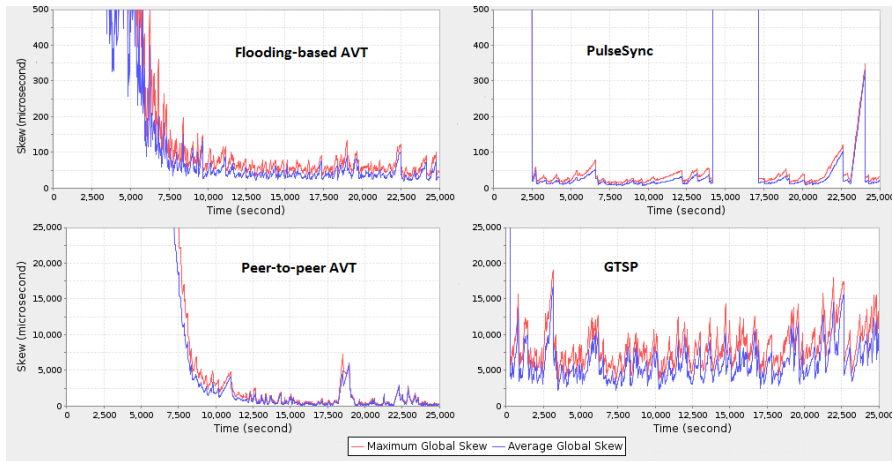 Flooding-based AVT
Skew (microsecond)
500
400
300
200
100
0
0 2,500 5,000 7,500 10,000 12,500 15,000 17,500 20,000 22,500 25,000
Time (second)
PulseSync
500
400
300
200
100
0
0 2,500 5,000 7,500 10,000 12,500 15,000 17,500 20,000 22,500 25,000
Time (second)
Peer-to-peer AVT
Skew (microsecond)
25,000
20,000
15,000
10,000
5,000
0
0 2,500 5,000 7,500 10,000 12,500 15,000 17,500 20,000 22,500 25,000
Time (second)
GTSP
25,000
20,000
15,000
10,000
5,000
0
0 2,500 5,000 7,500 10,000 12,500 15,000 17,500 20,000 22,500 25,000
Time (second)
Maximum Global Skew Average Global Skew